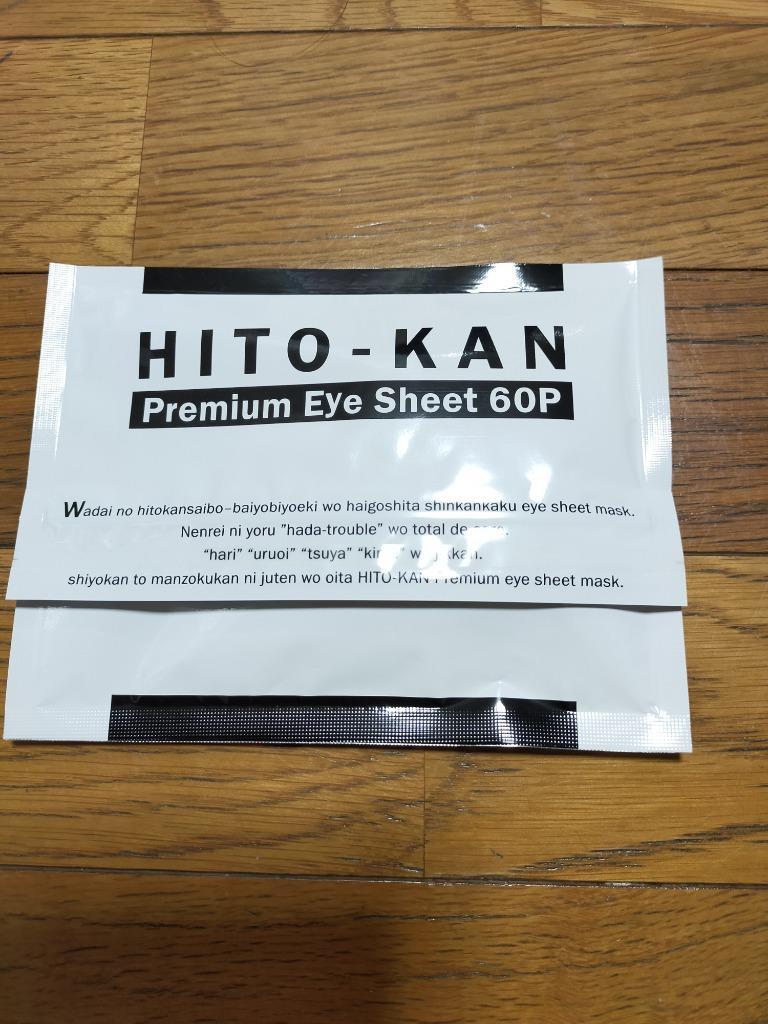 HITO-KAN
Premium Eye Sheet 60P
Wadai no hitokansaibo-baiyobiyoeki wo haigoshita shinkankaku eye sheet mask.
Nenrei ni yoru "hada-trouble" wo total de
"hari" "uruoi" "tsuya"
shiyokan to manzokukan ni juten wo oita HITO-KAN Premium eye sheet mask.